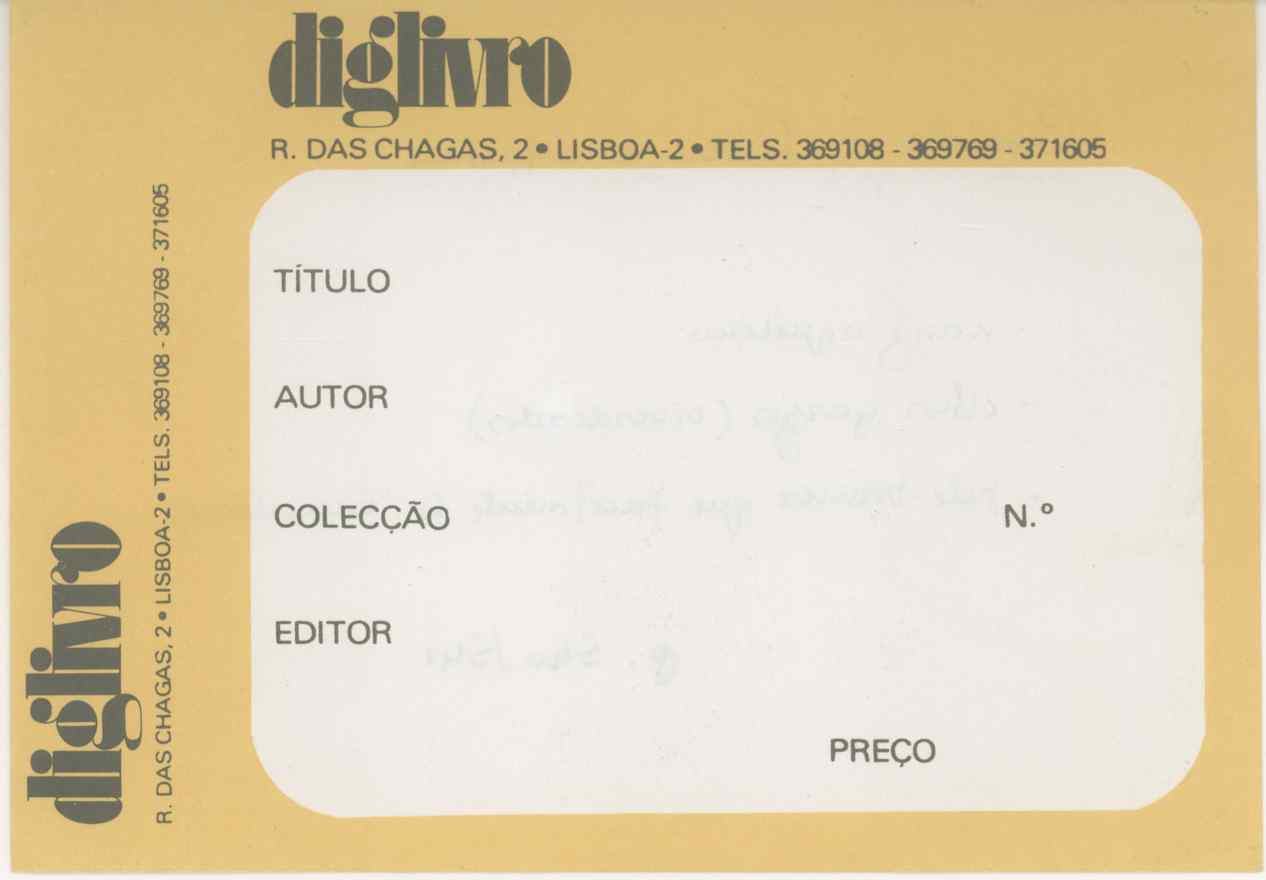 diglivro
R. DAS CHAGAS, 2 • LISBOA-2 • TELS. 369108 - 369769 - 371605
TÍTULO
AUTOR
COLECÇÃO N.º
EDITOR
PREÇO
diglivro
R. DAS CHAGAS, 2 • LISBOA-2 • TELS. 369108 - 369769 - 371605